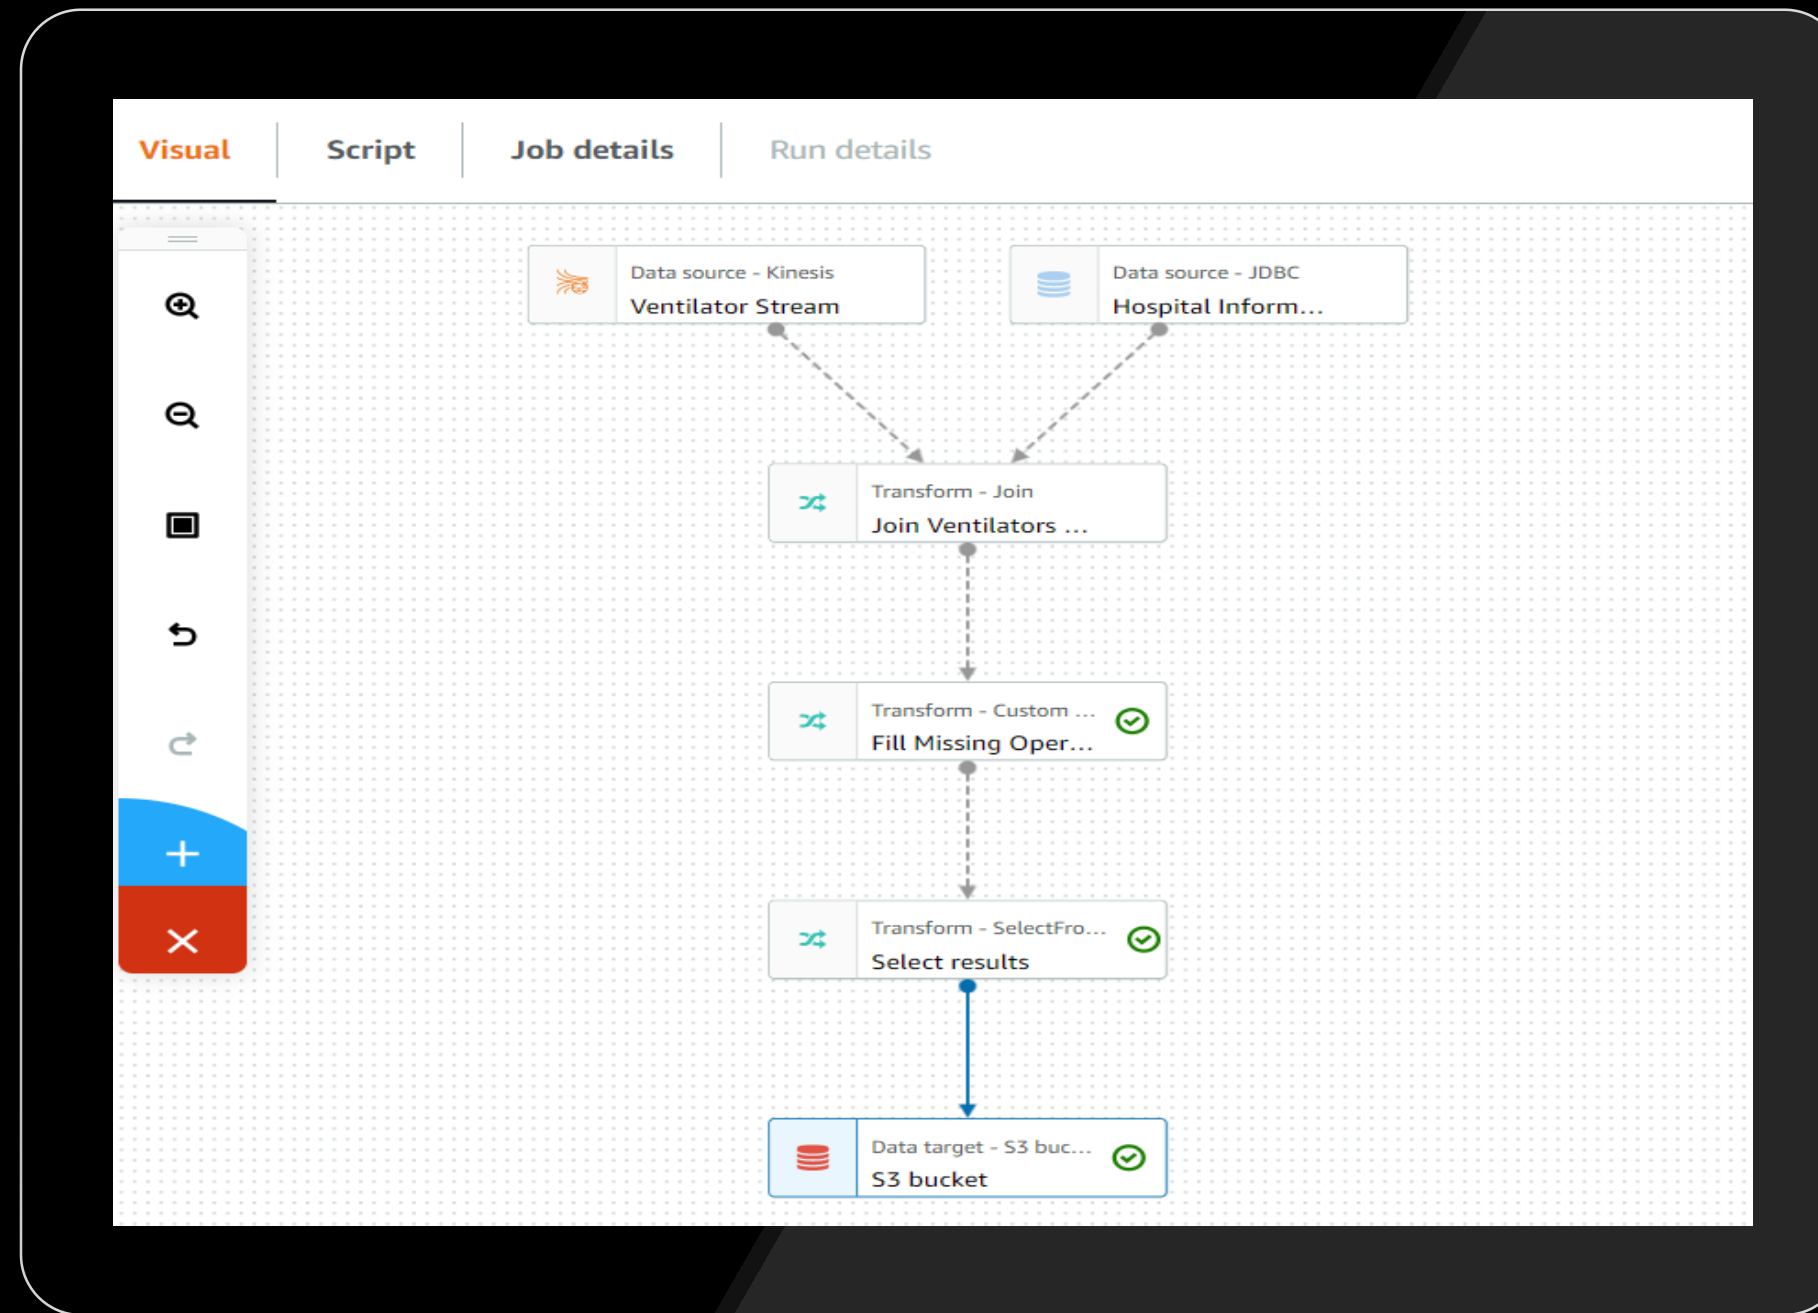 Visual
Script
Job details
Run details
Data source - Kinesis
Ventilator Stream
Data source - JDBC
Hospital Inform...
Transform - Join
Join Ventilators ...
Transform - Custom ...
Fill Missing Oper...
Transform - SelectFro...
Select results
Data target - S3 buc...
S3 bucket